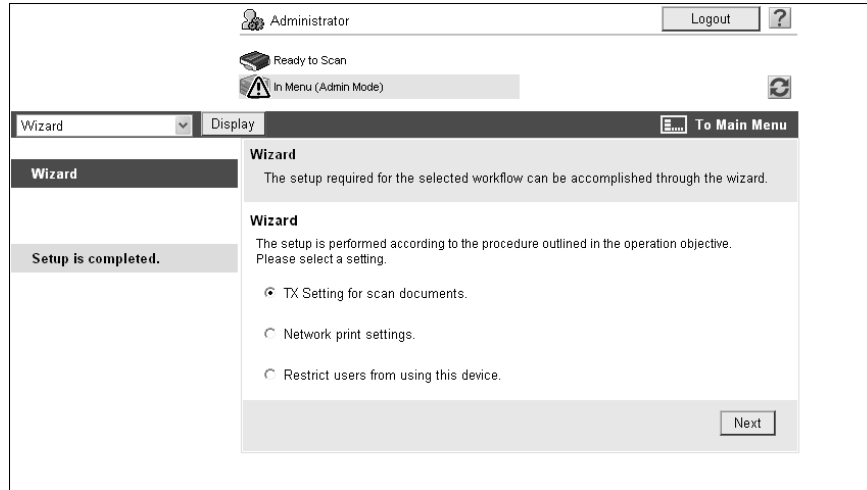 Administrator
Logout
?
Ready to Scan
In Menu (Admin Mode)
Wizard
Display
To Main Menu
Wizard
Setup is completed.
Wizard
The setup required for the selected workflow can be accomplished through the wizard.
Wizard
The setup is performed according to the procedure outlined in the operation objective.
Please select a setting.
TX Setting for scan documents.
Network print settings.
Restrict users from using this device.
Next